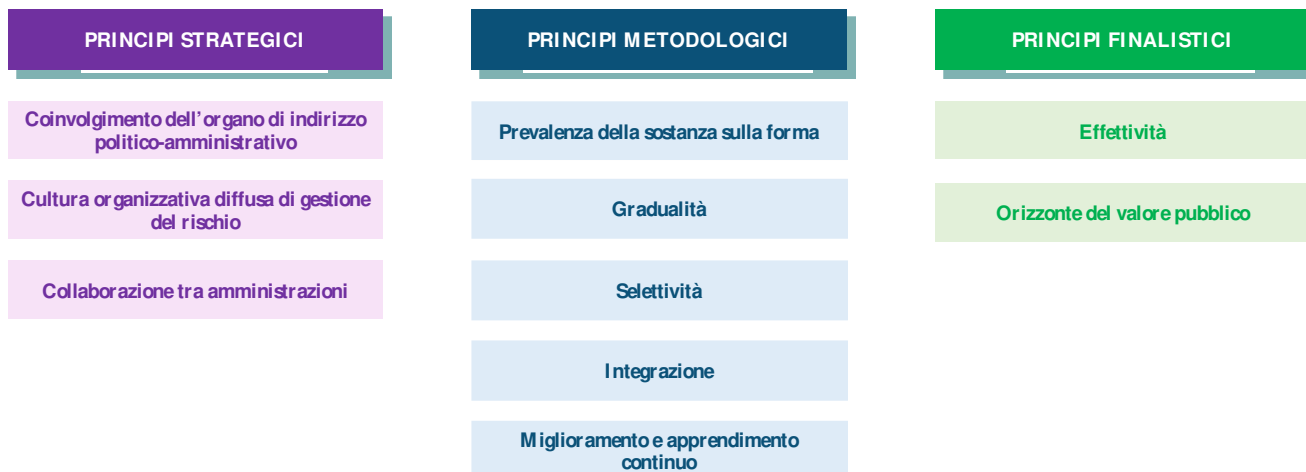 PRINCIPI STRATEGICI
Coinvolgimento dell'organo di indirizzo
politico-amministrativo
Cultura organizzativa diffusa di gestione
del rischio
Collaborazione tra amministrazioni
PRINCIPI METODOLOGICI
Prevalenza della sostanza sulla forma
Gradualità
Selettività
Integrazione
Miglioramento e apprendimento
continuo
PRINCIPI FINALISTICI
Effettività
Orizzonte del valore pubblico